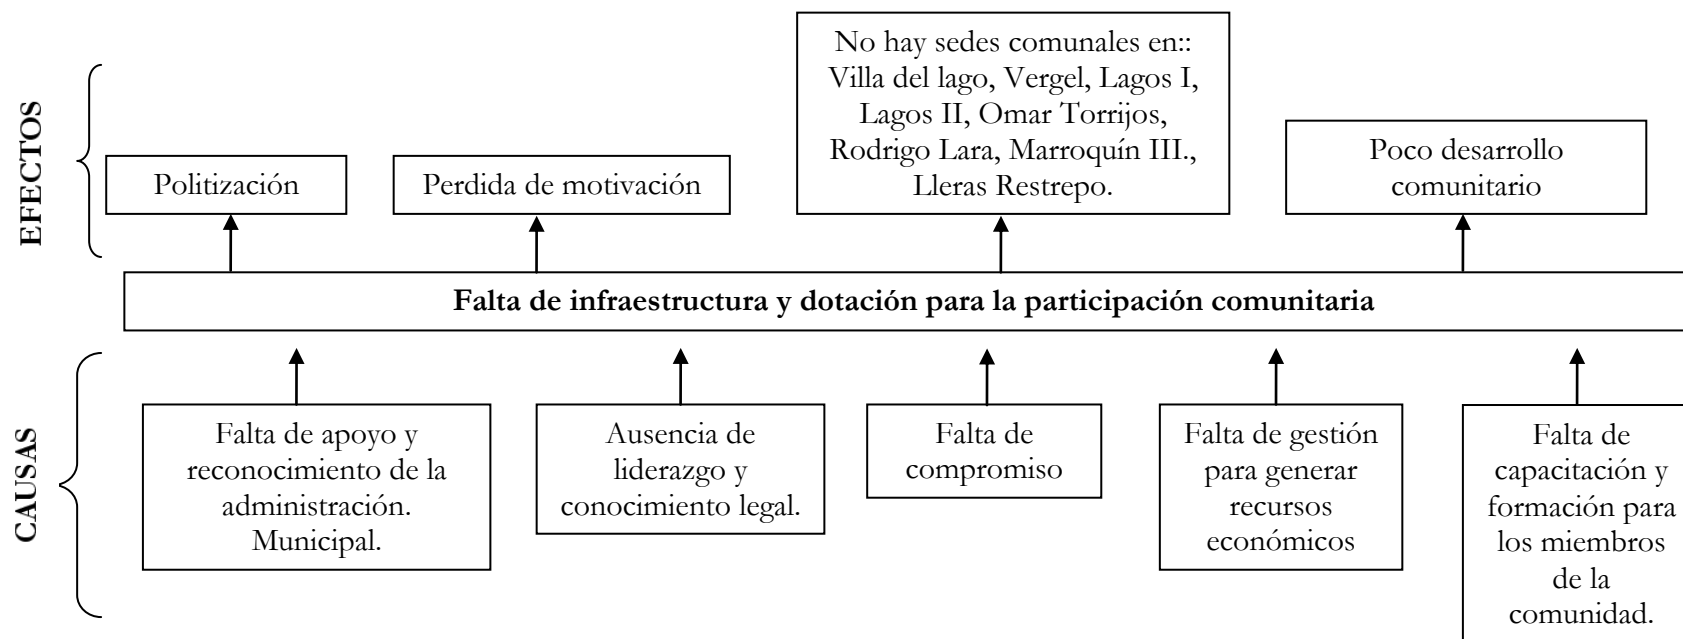 EFECTOS
Politización
Perdida de motivación
No hay sedes comunales en::
Villa del lago, Vergel, Lagos I,
Lagos II, Omar Torrijos,
Rodrigo Lara, Marroquín III.,
Lleras Restrepo.
Poco desarrollo
comunitario
Falta de infraestructura y dotación para la participación comunitaria
CAUSAS
Falta de apoyo y
reconocimiento de la
administración.
Municipal.
Ausencia de
liderazgo y
conocimiento legal.
Falta de
compromiso
Falta de gestión
para generar
recursos
económicos
Falta de
capacitación y
formación para
los miembros
de la
comunidad.